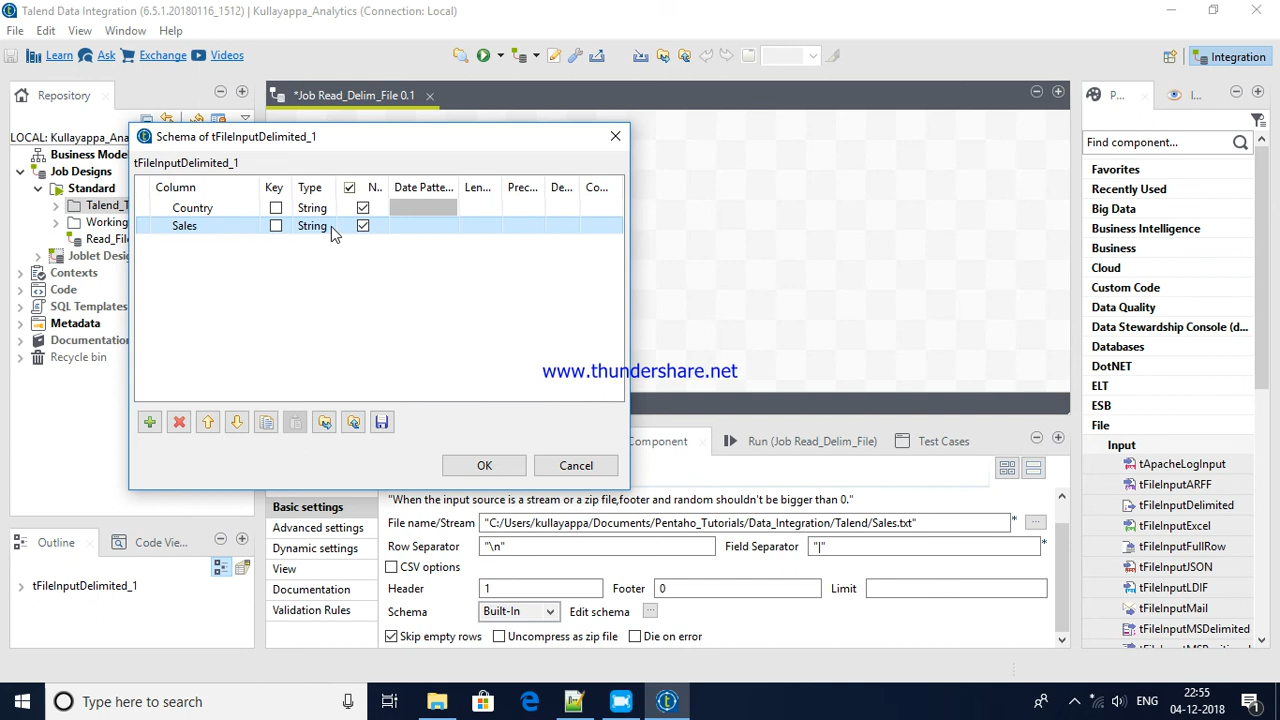 Talend Data Integration (6.5.1.20180116_1512) | Kullayappa_Analytics (Connection: Local)
File Edit View Window Help
Learn Ask Exchange Videos
Integration
Repository
*Job Read_Delim_File 0.1
P...
I...
LOCAL: Kullayappa_Ana
Business Mode
Job Designs
Standard
Talend_T
Working
Read_File
Joblet Desig
Contexts
Code
SQL Templates
Metadata
Documentation
Recycle bin
Schema of tFileInputDelimited_1
tFileInputDelimited_1
Column Key Type N.. Date Patte... Len... Prec... De... Co...
Country String
Sales String
OK
Cancel
www.thundershare.net
Find component...
Favorites
Recently Used
Big Data
Business Intelligence
Business
Cloud
Custom Code
Data Quality
Data Stewardship Console (d...
Databases
DotNET
ELT
ESB
File
Input
tApacheLogInput
tFileInputARFF
tFileInputDelimited
tFileInputExcel
tFileInputFullRow
tFileInputJSON
tFileInputLDIF
tFileInputMail
tFileInputMSDelimited
Component
Run (Job Read_Delim_File)
Test Cases
Basic settings
Advanced settings
Dynamic settings
View
Documentation
Validation Rules
"When the input source is a stream or a zip file,footer and random shouldn't be bigger than 0."
File name/Stream "C:/Users/kullayappa/Documents/Pentaho_Tutorials/Data_Integration/Talend/Sales.txt" *
Row Separator "\n" Field Separator "|" *
CSV options
Header 1 Footer 0 Limit
Schema Built-In Edit schema
Skip empty rows Uncompress as zip file Die on error
Outline
Code Vie...
tFileInputDelimited_1
Type here to search
ENG
22:55
04-12-2018